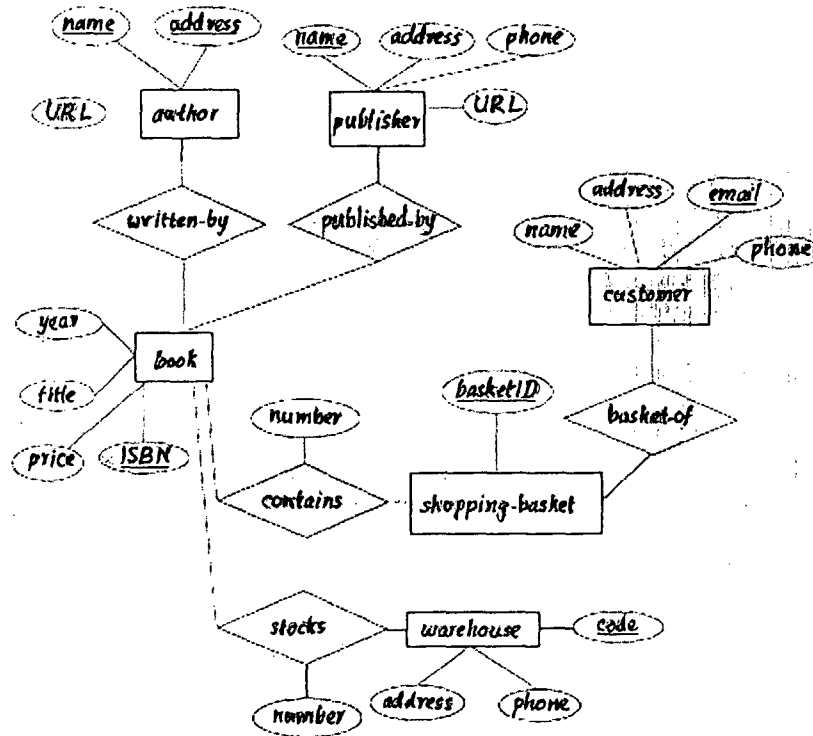 name
address
name
address
phone
URL
author
publisher
URL
written-by
published-by
address
email
name
phone
customer
year
book
title
basketID
number
basket-of
price
ISBN
contains
shopping-basket
stocks
warehouse
code
address
phone
number